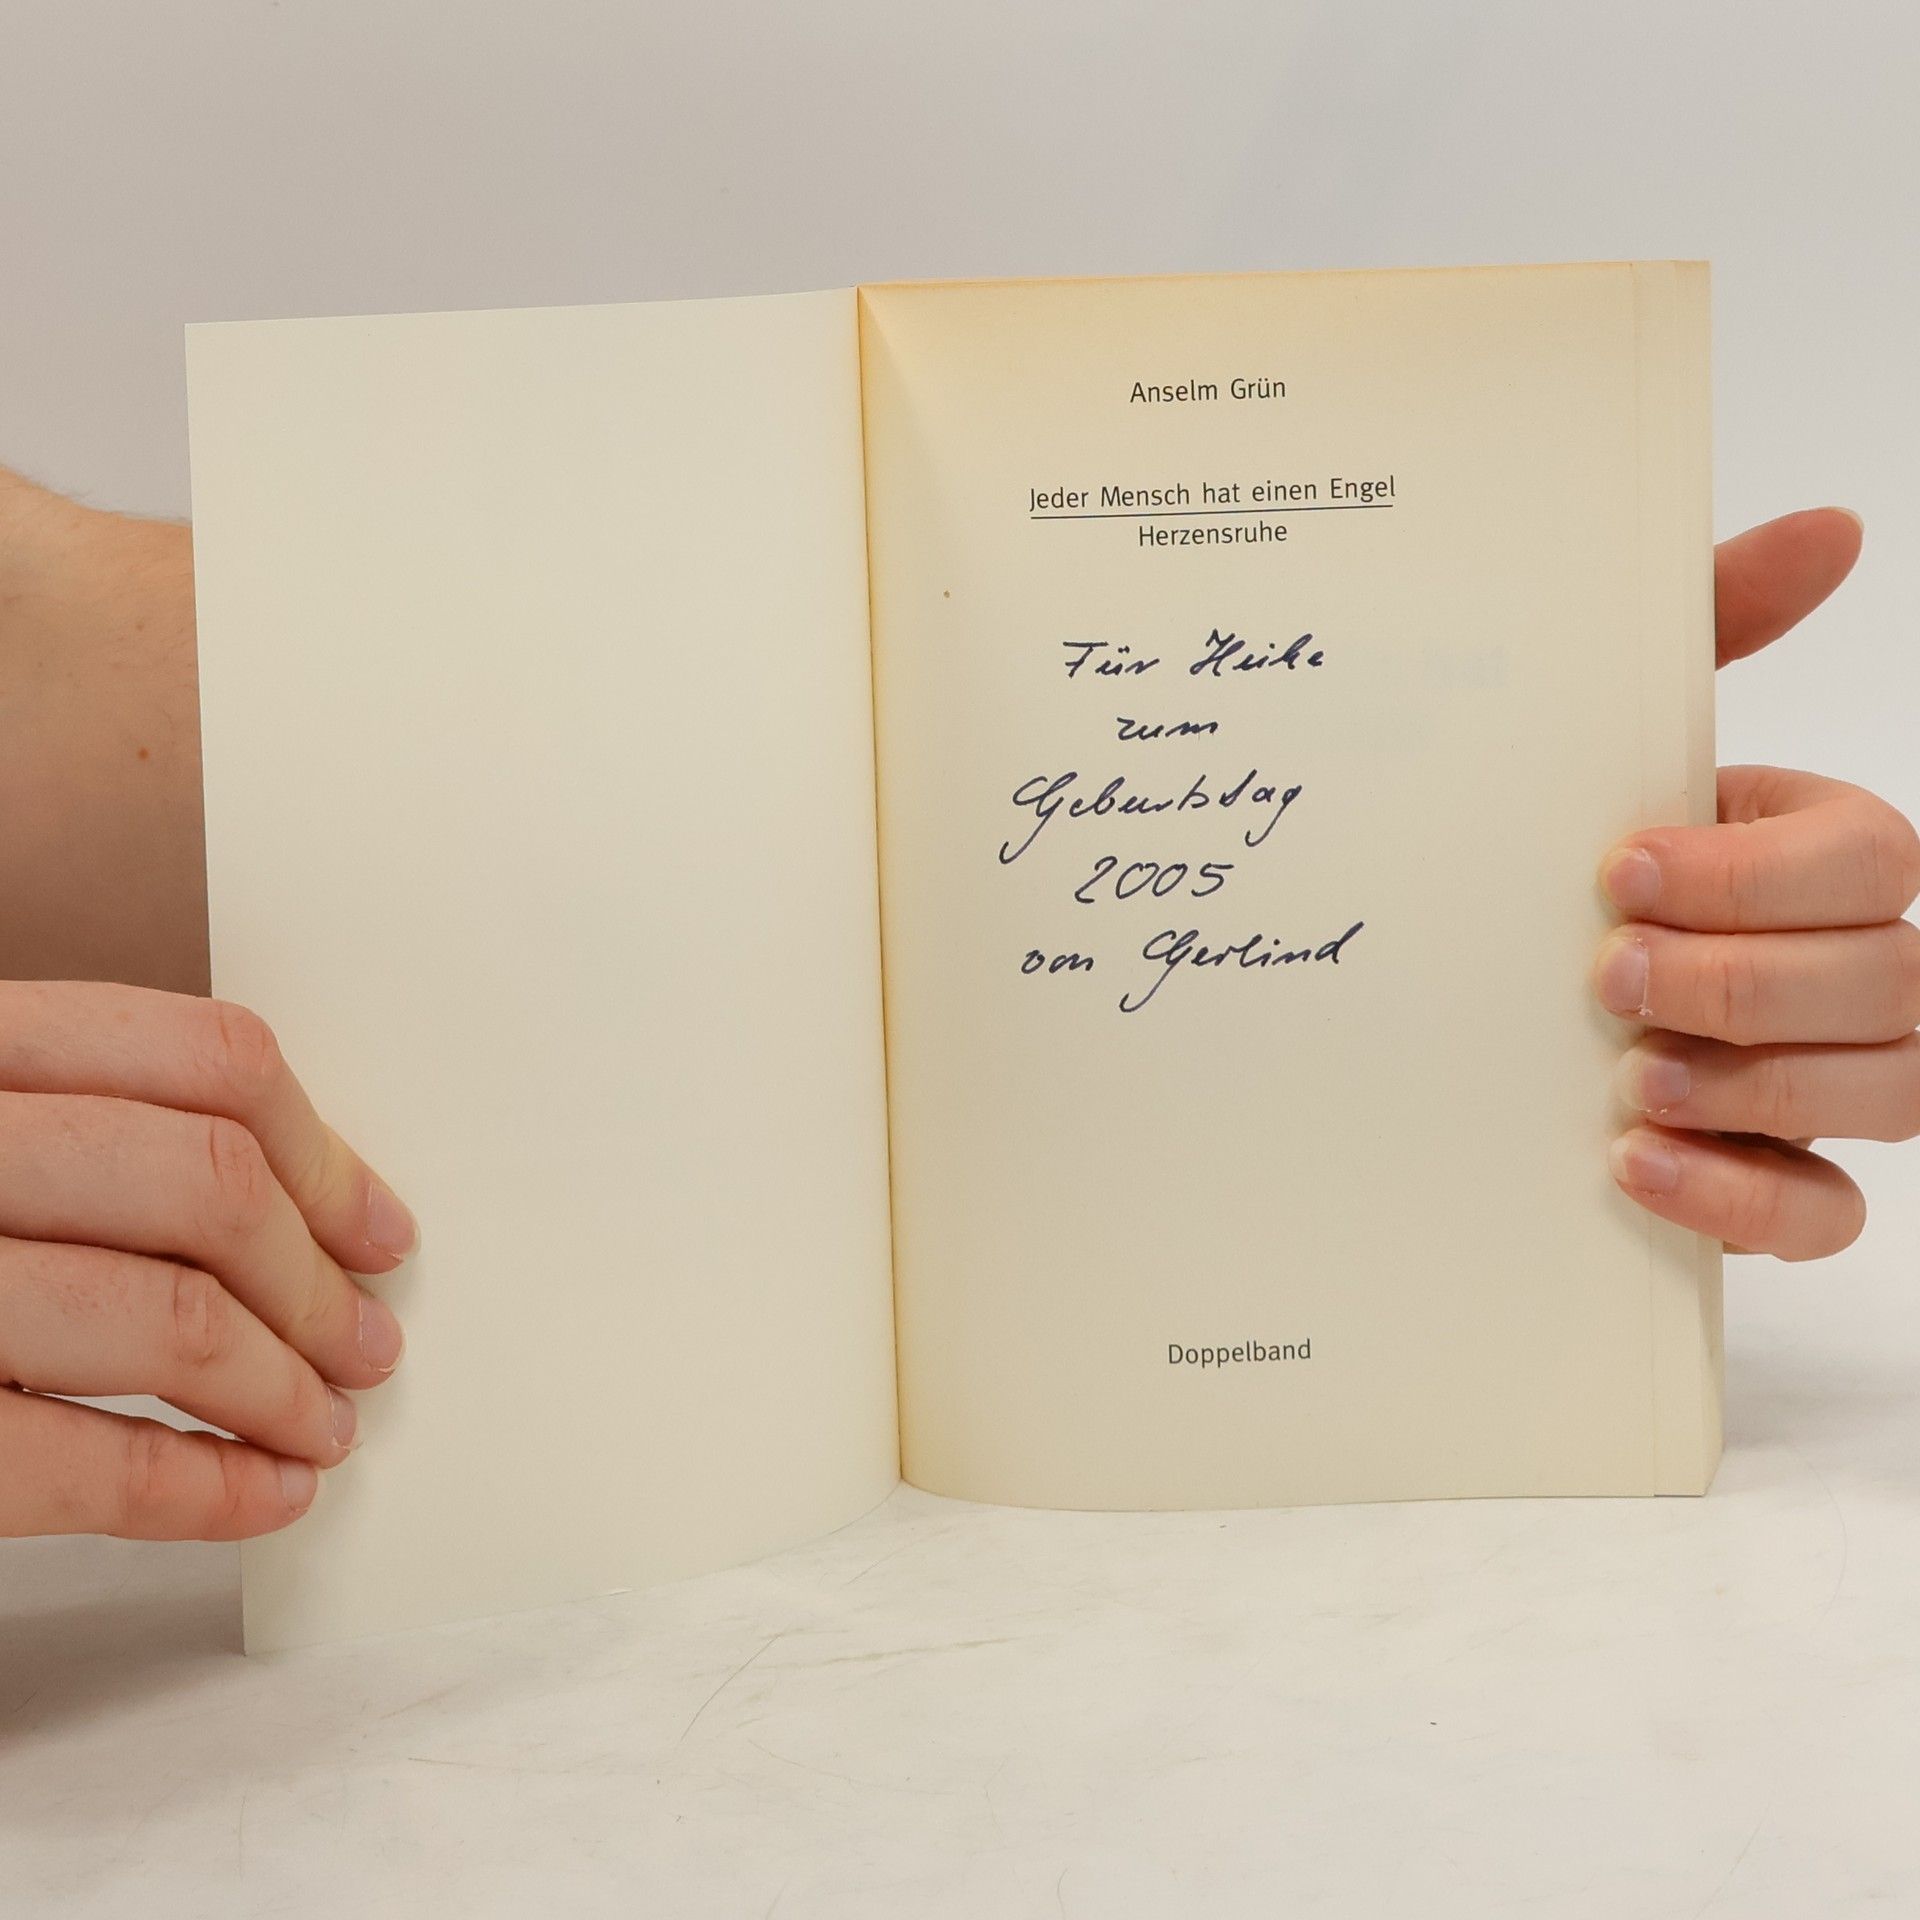 Anselm Grün
Jeder Mensch hat einen Engel
Herzensruhe
Für Heike
zum
Geburtstag
2005
von Gerlind
Doppelband